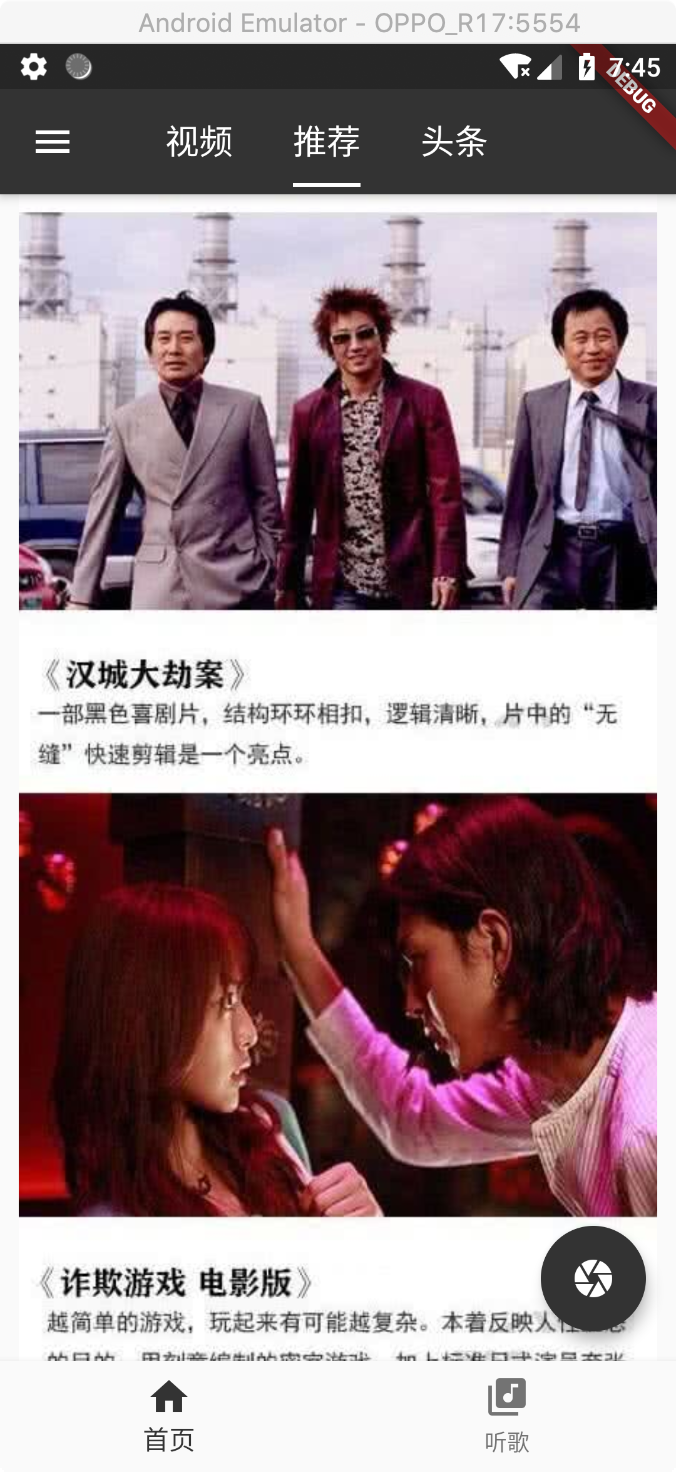 Android Emulator - OPPO_R17:5554
7:45
DEBUG
视频 推荐 头条
《汉城大劫案》
一部黑色喜剧片，结构环环相扣，逻辑清晰，片中的“无
缝”快速剪辑是一个亮点。
《诈欺游戏 电影版》
越简单的游戏，玩起来有可能越复杂。本着反映人性
首页 听歌